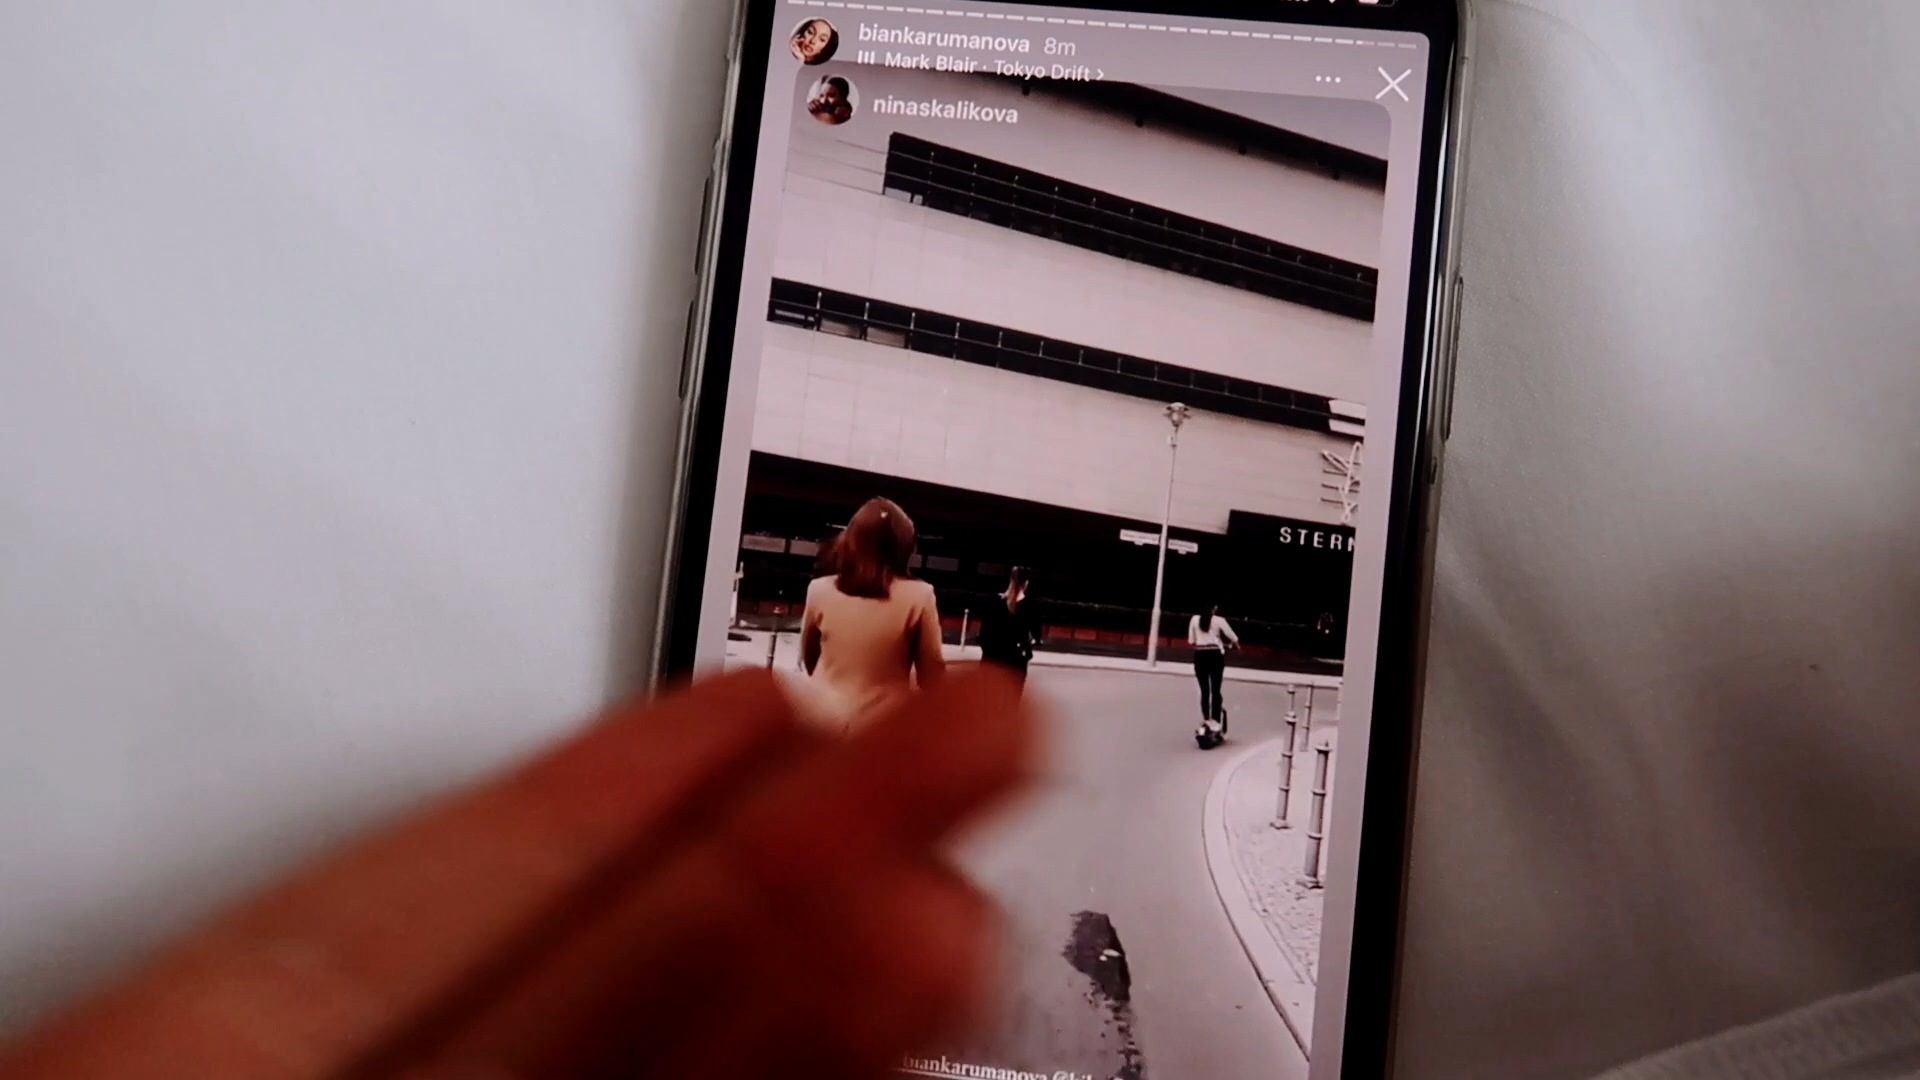 biankarumanova 8m
Mark Blair · Tokyo Drift >
ninaskalikova
STERN
biankarumanova